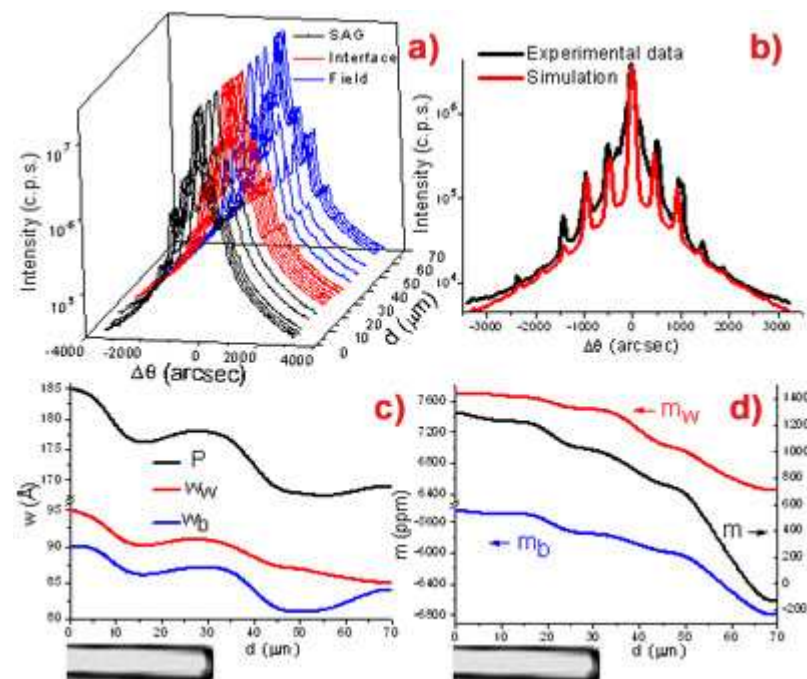 a)
SAG
Interface
Field
Intensity (c.p.s.)
10^7
10^-6
10^5
-4000 -2000 0 2000 4000
Δθ (arcsec)
0 10 20 30 40 50 60 70
d (μm)
b)
Experimental data
Simulation
Intensity (c.p.s.)
10^6
10^5
10^4
-3000 -2000 -1000 0 1000 2000 3000
Δθ (arcsec)
c)
P
w_w
w_b
w (Å)
185
180
175
170
95
90
85
80
0 10 20 30 40 50 60 70
d (μm)
d)
m_w
m
m_b
m (ppm)
7600
7200
6800
6400
-6000
-6400
-6800
1400
1200
1000
800
600
400
0
-200
0 10 20 30 40 50 60 70
d (μm)